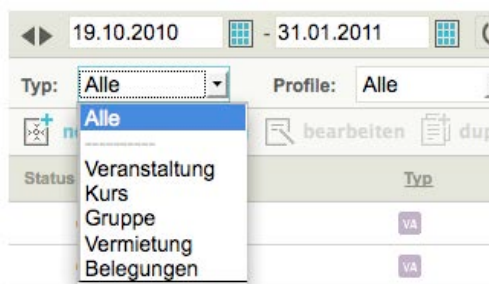 19.10.2010 - 31.01.2011
Typ: Alle Profile: Alle
Alle
bearbeiten
----------
Veranstaltung
Status Typ
Kurs
Gruppe VA
Vermietung
Belegungen VA